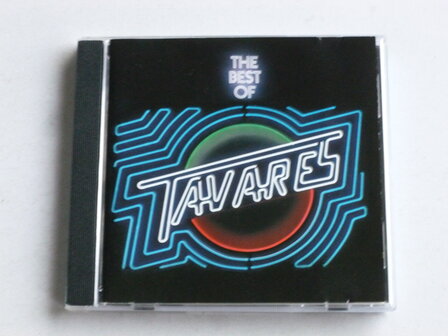 THE
BEST
OF
TAVARES